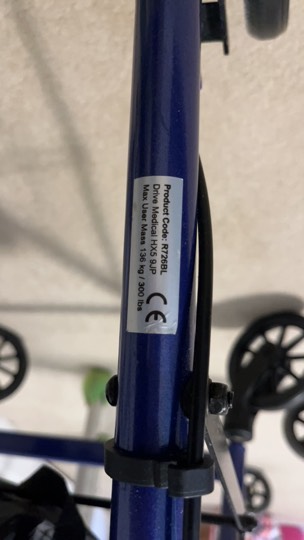 Product Code: R726BL
Drive Medical HX5 9JP
Max User Mass 136 kg / 300 lbs
CE